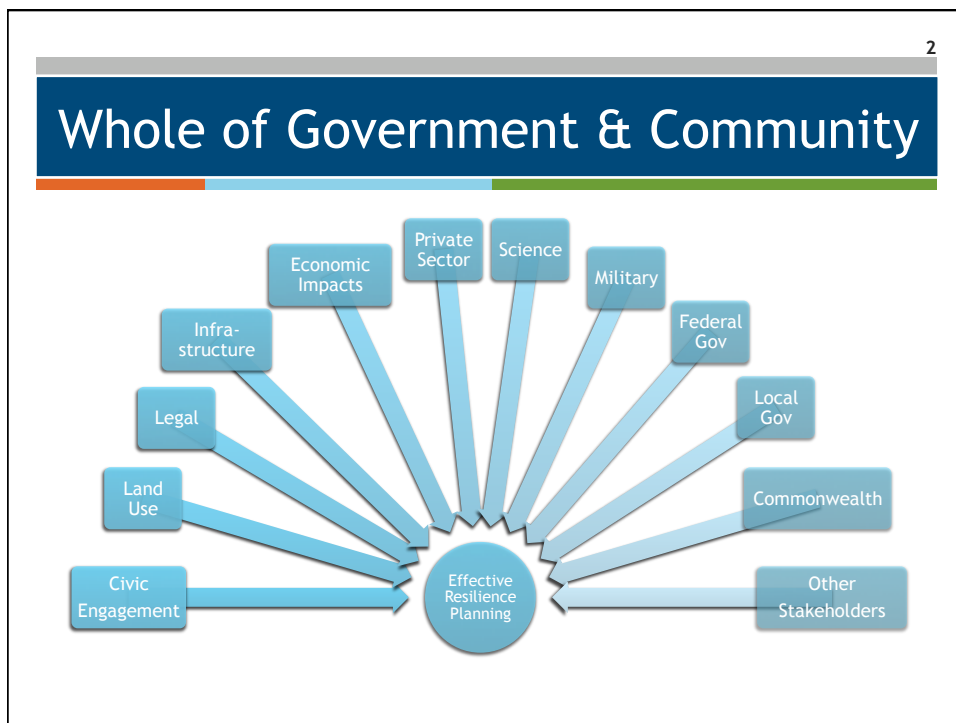 2
Whole of Government & Community
Private
Sector
Science
Economic
Impacts
Military
Federal
Gov
Infra-
structure
Local
Gov
Legal
Land
Use
Commonwealth
Civic
Engagement
Effective
Resilience
Planning
Other
Stakeholders